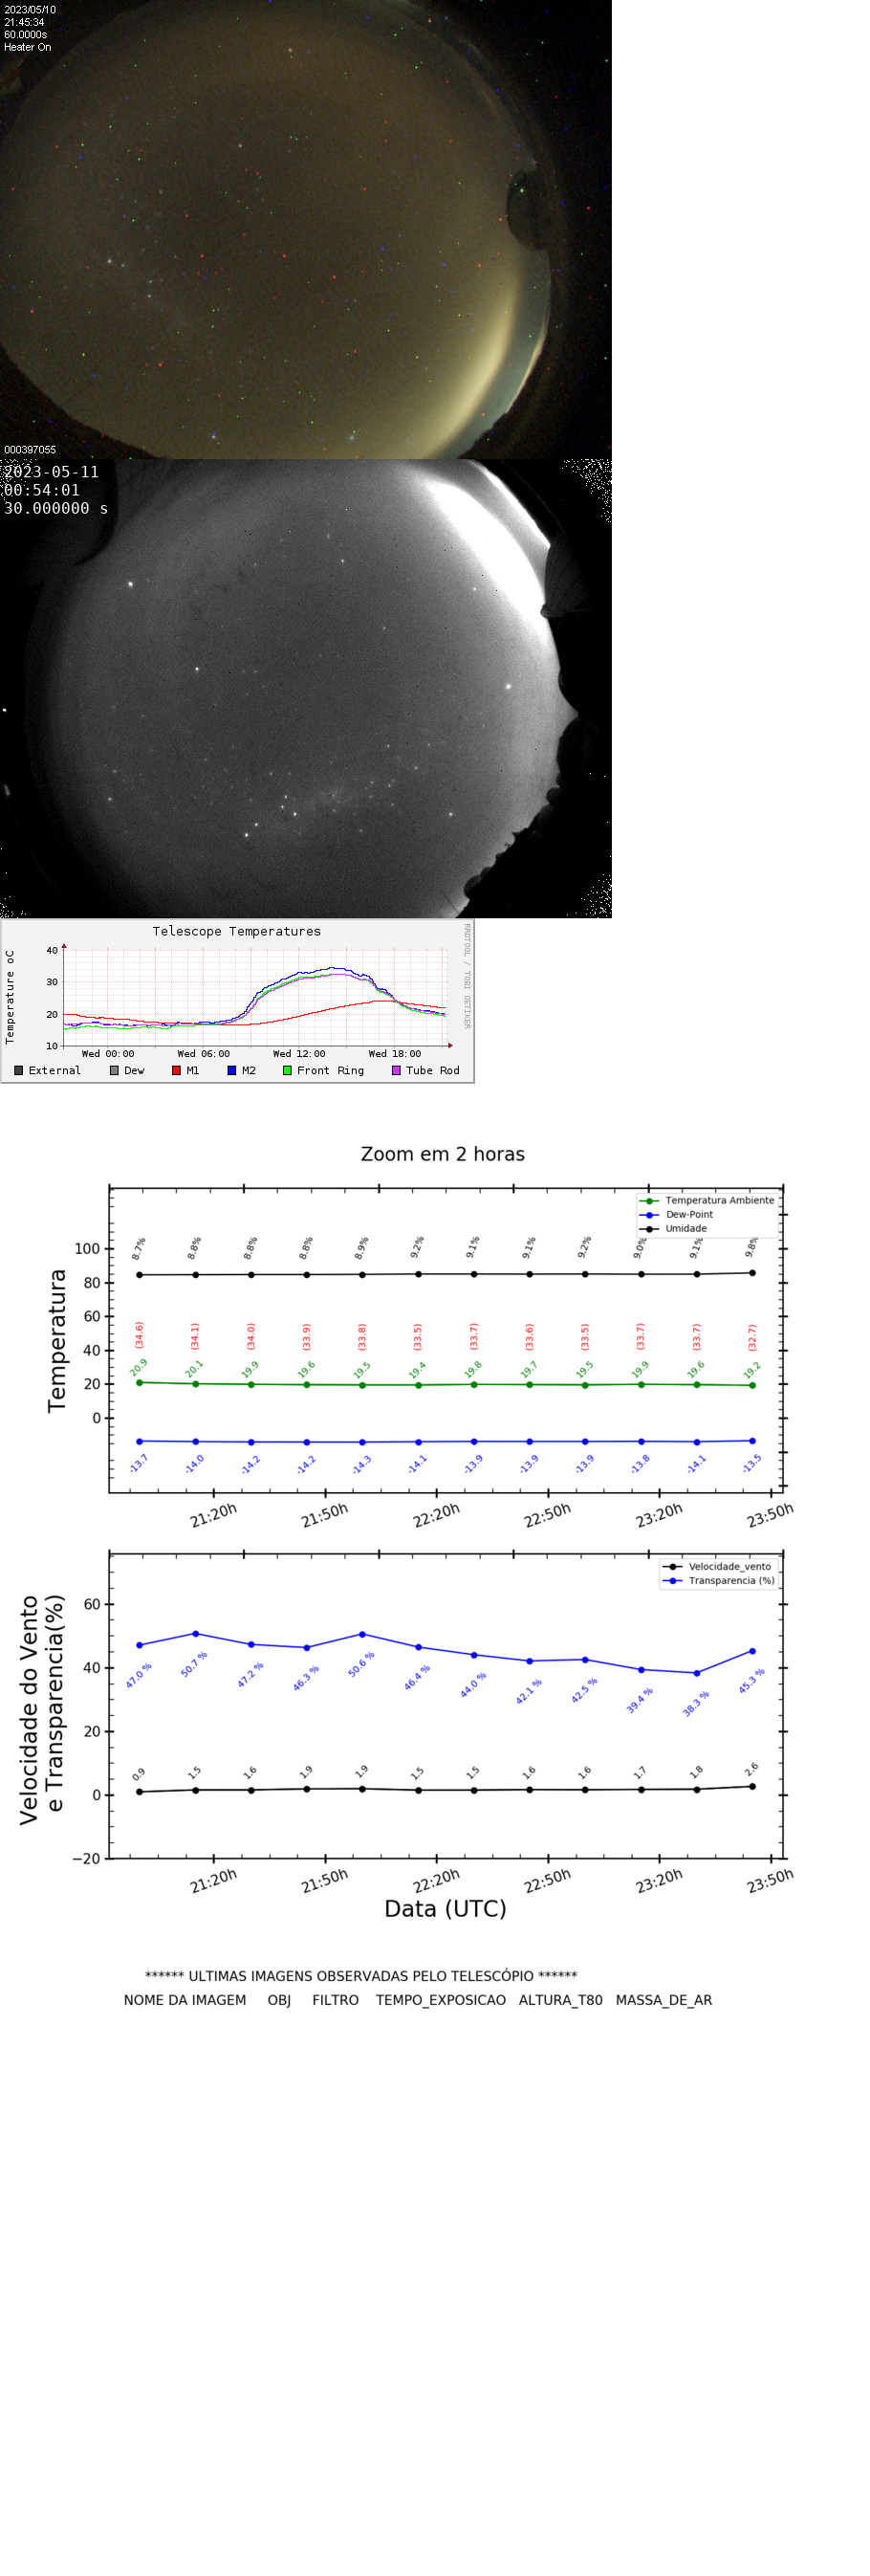 2023/05/10
21:45:34
60.0000s
Heater On
000397055
2023-05-11
00:54:01
30.000000 s
Telescope Temperatures
RRDTOOL / TOBI OETIKER
Temperature oC
40
30
20
10
Wed 00:00 Wed 06:00 Wed 12:00 Wed 18:00
External Dew M1 M2 Front Ring Tube Rod
Zoom em 2 horas
Temperatura Ambiente
Dew-Point
Umidade
Temperatura
100
80
60
40
20
0
8.7% 8.8% 8.8% 8.8% 8.9% 9.2% 9.1% 9.1% 9.2% 9.0% 9.1% 9.8%
(34.6) (34.1) (34.0) (33.9) (33.8) (33.5) (33.7) (33.6) (33.5) (33.7) (33.7) (32.7)
20.9 20.1 19.9 19.6 19.5 19.4 19.8 19.7 19.5 19.9 19.6 19.2
-13.7 -14.0 -14.2 -14.2 -14.3 -14.1 -13.9 -13.9 -13.9 -13.8 -14.1 -13.5
21:20h 21:50h 22:20h 22:50h 23:20h 23:50h
Velocidade_vento
Transparencia (%)
Velocidade do Vento
e Transparencia(%)
60
40
20
0
−20
47.0 % 50.7 % 47.2 % 46.3 % 50.6 % 46.4 % 44.0 % 42.1 % 42.5 % 39.4 % 38.3 % 45.3 %
0.9 1.5 1.6 1.9 1.9 1.5 1.5 1.6 1.6 1.7 1.8 2.6
21:20h 21:50h 22:20h 22:50h 23:20h 23:50h
Data (UTC)
****** ULTIMAS IMAGENS OBSERVADAS PELO TELESCÓPIO ******
NOME DA IMAGEM OBJ FILTRO TEMPO_EXPOSICAO ALTURA_T80 MASSA_DE_AR